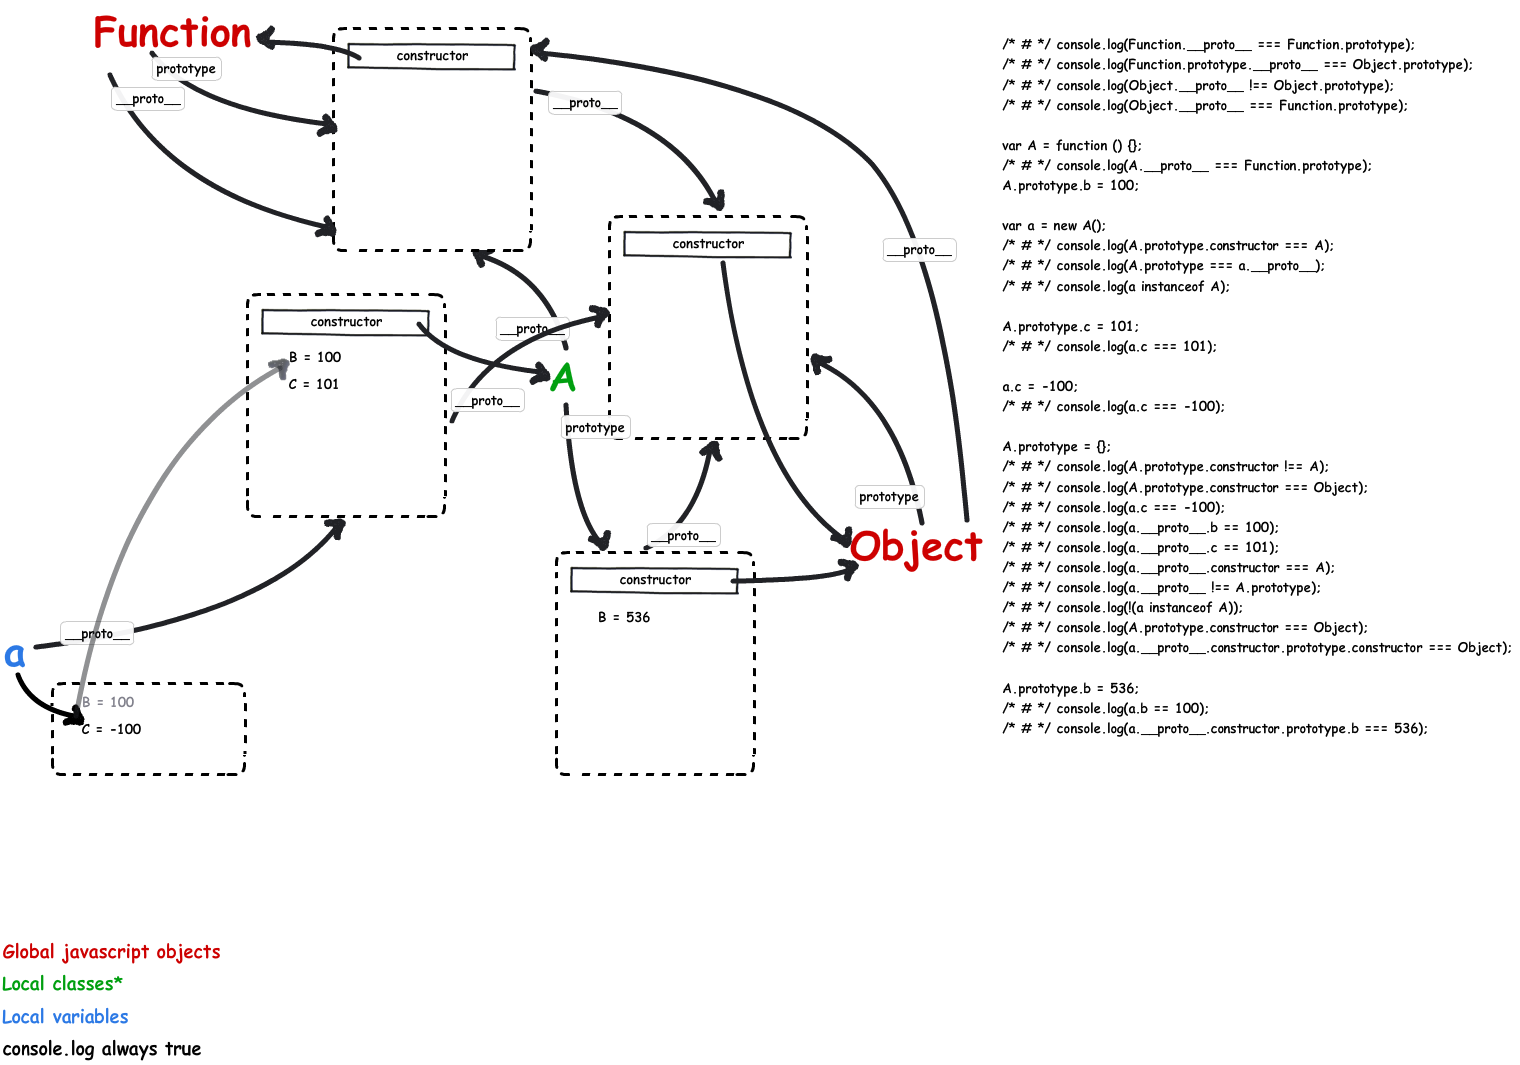 Function
constructor
prototype
__proto__
__proto__
constructor
__proto__
constructor
__proto__
B = 100
C = 101
A
__proto__
prototype
prototype
Object
__proto__
constructor
B = 536
__proto__
a
B = 100
C = -100
/* # */ console.log(Function.__proto__ === Function.prototype);
/* # */ console.log(Function.prototype.__proto__ === Object.prototype);
/* # */ console.log(Object.__proto__ !== Object.prototype);
/* # */ console.log(Object.__proto__ === Function.prototype);
var A = function () {};
/* # */ console.log(A.__proto__ === Function.prototype);
A.prototype.b = 100;
var a = new A();
/* # */ console.log(A.prototype.constructor === A);
/* # */ console.log(A.prototype === a.__proto__);
/* # */ console.log(a instanceof A);
A.prototype.c = 101;
/* # */ console.log(a.c === 101);
a.c = -100;
/* # */ console.log(a.c === -100);
A.prototype = {};
/* # */ console.log(A.prototype.constructor !== A);
/* # */ console.log(A.prototype.constructor === Object);
/* # */ console.log(a.c === -100);
/* # */ console.log(a.__proto__.b == 100);
/* # */ console.log(a.__proto__.c == 101);
/* # */ console.log(a.__proto__.constructor === A);
/* # */ console.log(a.__proto__ !== A.prototype);
/* # */ console.log(!(a instanceof A));
/* # */ console.log(A.prototype.constructor === Object);
/* # */ console.log(a.__proto__.constructor.prototype.constructor === Object);
A.prototype.b = 536;
/* # */ console.log(a.b == 100);
/* # */ console.log(a.__proto__.constructor.prototype.b === 536);
Global javascript objects
Local classes*
Local variables
console.log always true